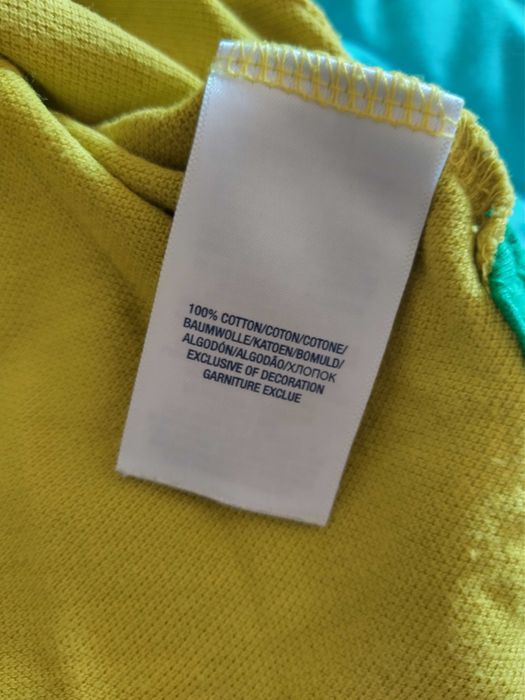 100% COTTON/COTON/COTONE/
BAUMWOLLE/KATOEN/BOMULD/
ALGODÓN/ALGODÃO/ХЛОПОК
EXCLUSIVE OF DECORATION
GARNITURE EXCLUE